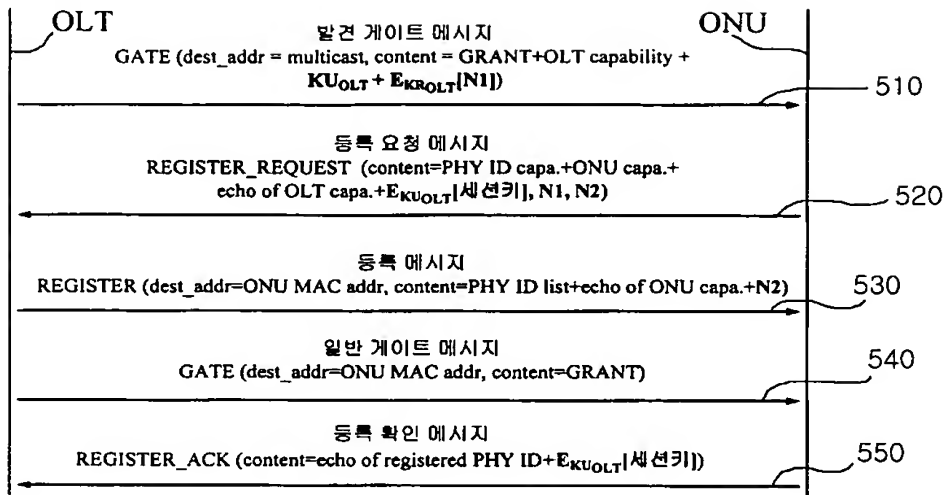 OLT
ONU
발견 게이트 메시지
GATE (dest_addr = multicast, content = GRANT+OLT capability +
KU_OLT + E_KR_OLT[N1])
510
등록 요청 메시지
REGISTER_REQUEST (content=PHY ID capa.+ONU capa.+
echo of OLT capa.+E_KU_OLT[세션키], N1, N2)
520
등록 메시지
REGISTER (dest_addr=ONU MAC addr, content=PHY ID list+echo of ONU capa.+N2)
530
일반 게이트 메시지
GATE (dest_addr=ONU MAC addr, content=GRANT)
540
등록 확인 메시지
REGISTER_ACK (content=echo of registered PHY ID+E_KU_OLT[세션키])
550